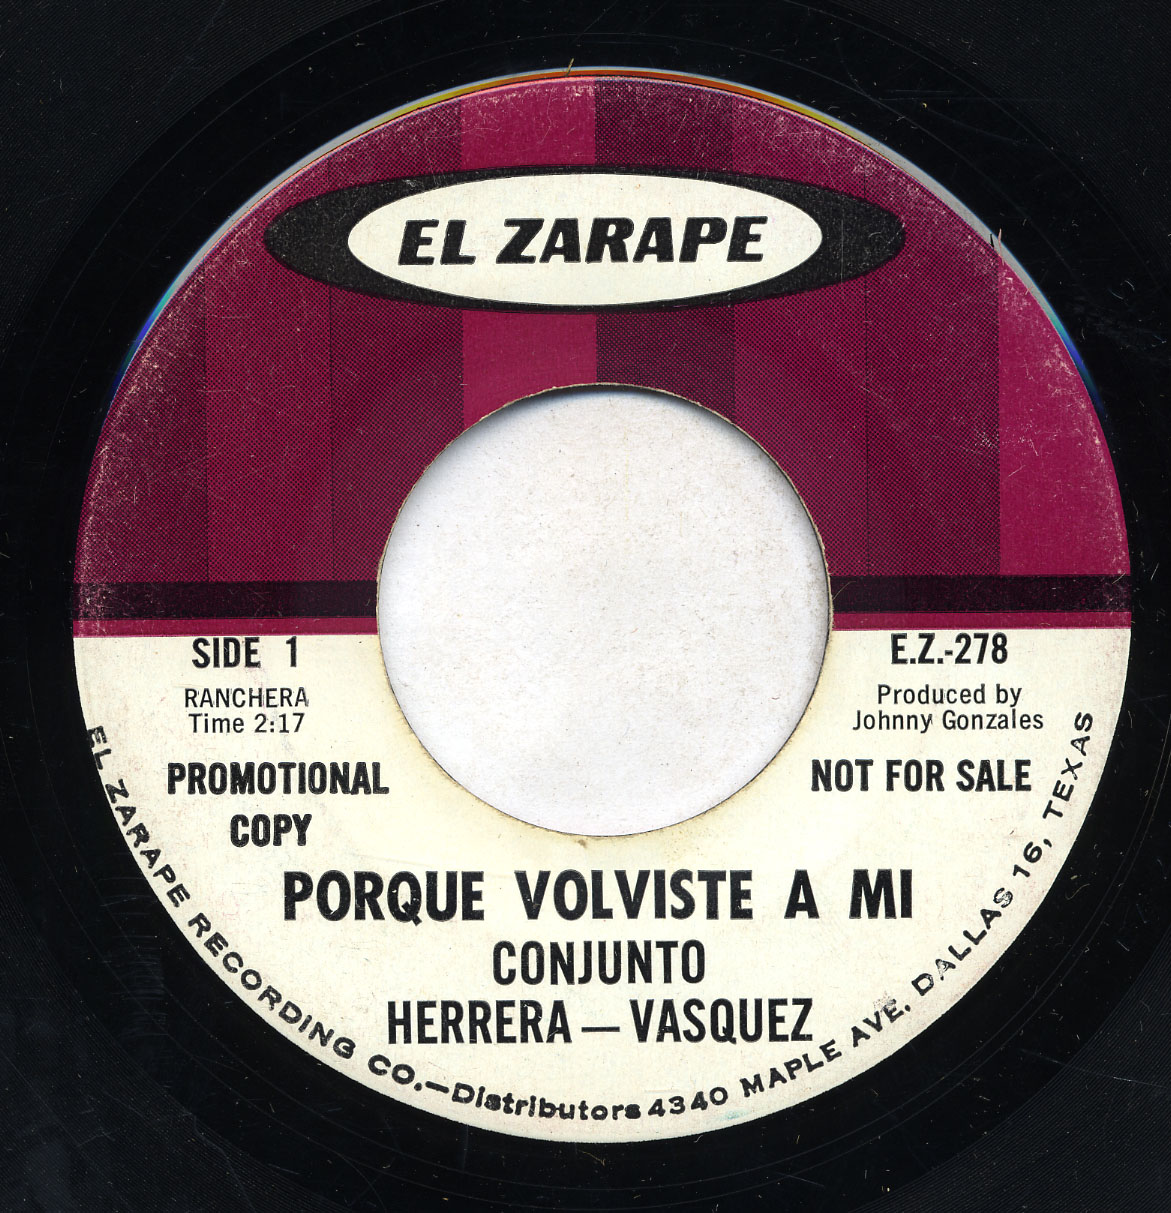 EL ZARAPE
SIDE 1
RANCHERA
Time 2:17
PROMOTIONAL
COPY
E.Z.-278
Produced by
Johnny Gonzales
NOT FOR SALE
PORQUE VOLVISTE A MI
CONJUNTO
HERRERA — VASQUEZ
EL ZARAPE RECORDING CO.—Distributors 4340 MAPLE AVE. DALLAS 16, TEXAS